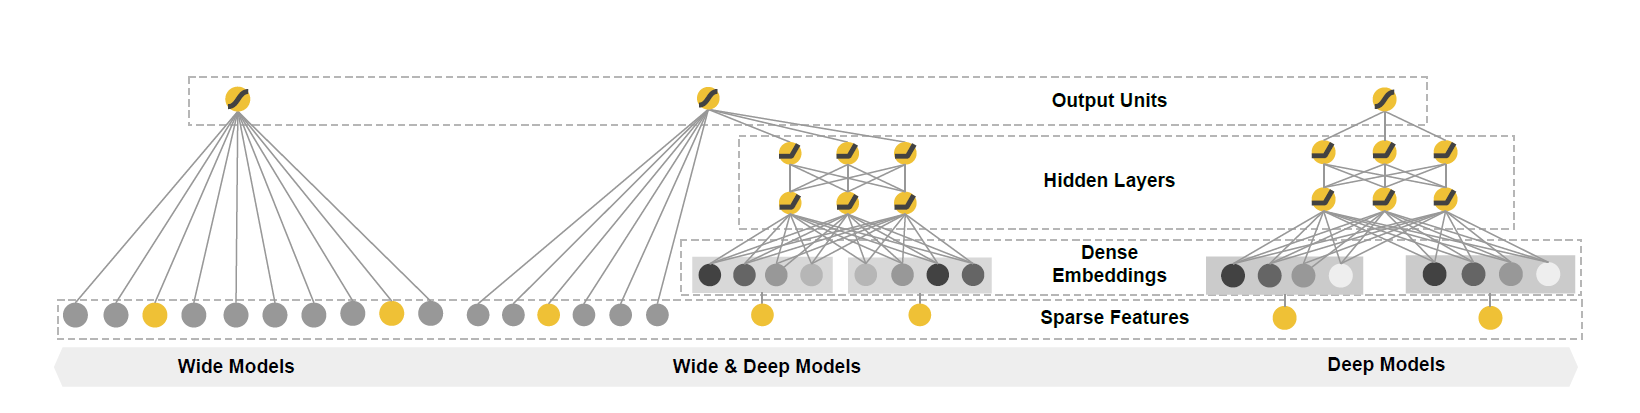 Output Units
Hidden Layers
Dense
Embeddings
Sparse Features
Wide Models
Wide & Deep Models
Deep Models